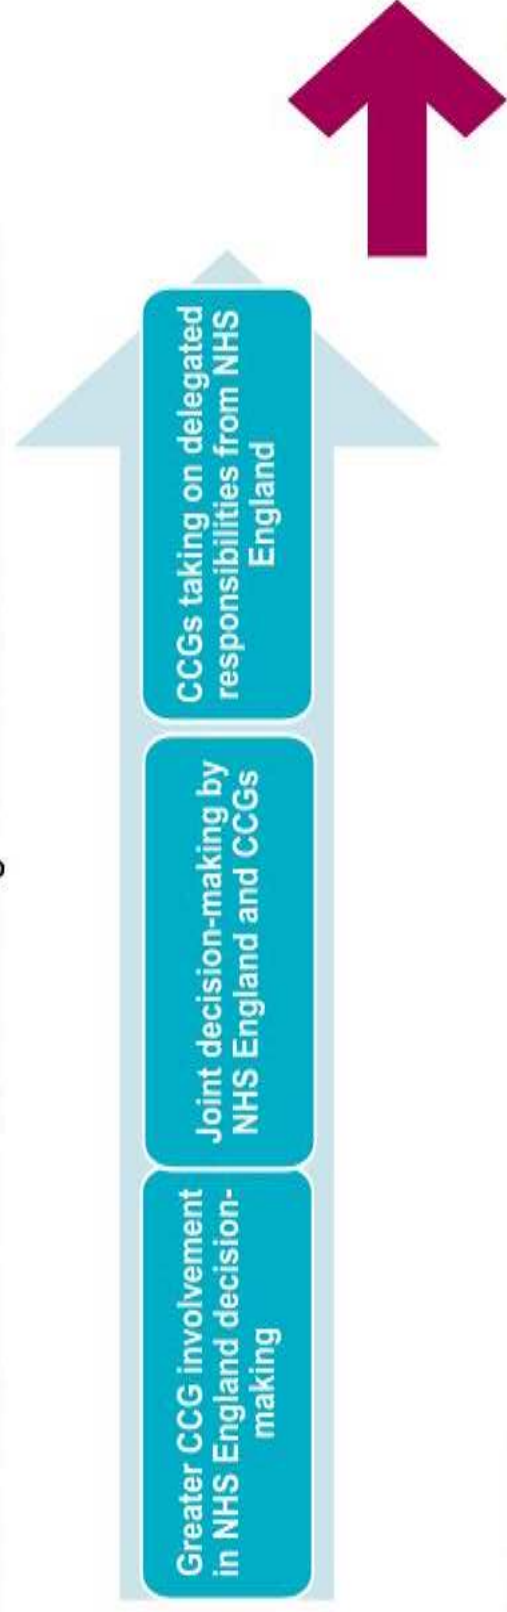 Greater CCG involvement
in NHS England decision-
making
Joint decision-making by
NHS England and CCGs
CCGs taking on delegated
responsibilities from NHS
England